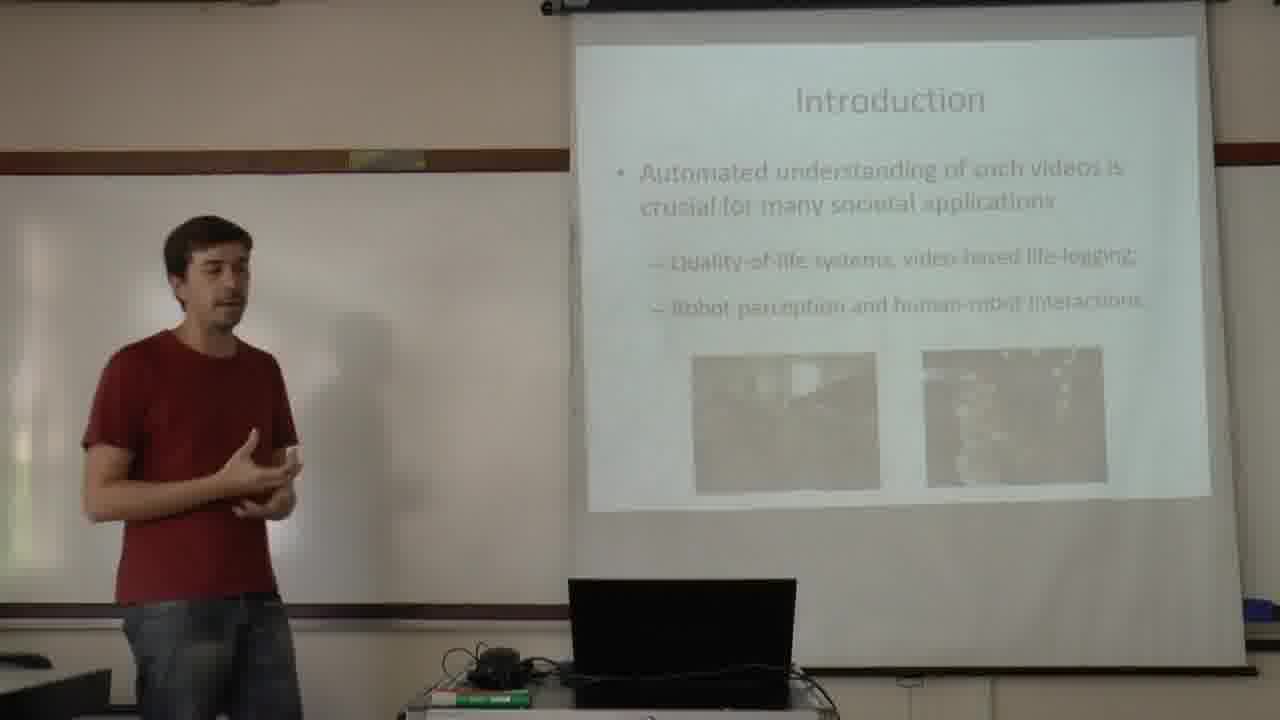 Introduction
• Automated understanding of such videos is
crucial for many societal applications
– Quality-of-life systems, video-based life-logging;
– Robot perception and human-robot interactions.